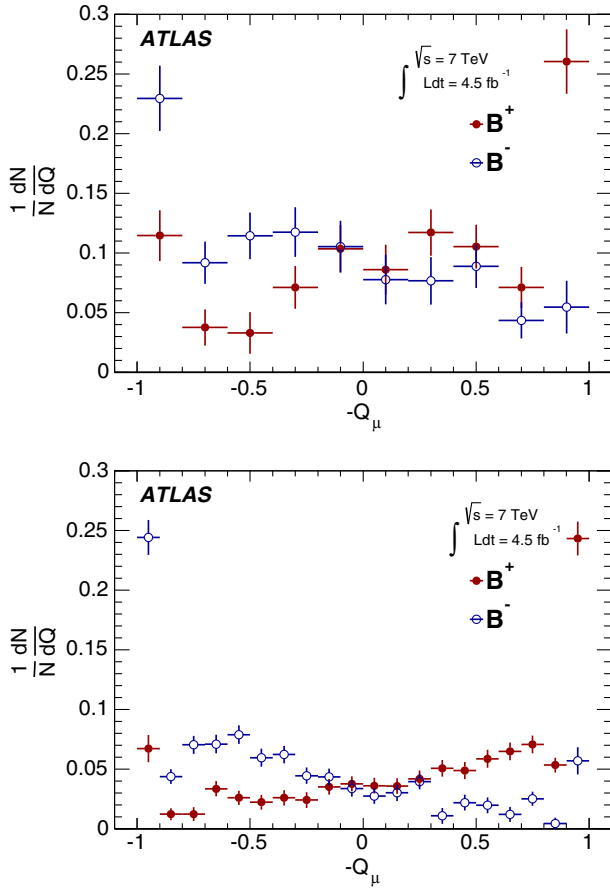 0.3
0.25
0.2
0.15
0.1
0.05
0
ATLAS
√s = 7 TeV
∫ Ldt = 4.5 fb⁻¹
B⁺
B⁻
1 dN
N dQ
-1 -0.5 0 0.5 1
-Qμ
0.3
0.25
0.2
0.15
0.1
0.05
0
ATLAS
√s = 7 TeV
∫ Ldt = 4.5 fb⁻¹
B⁺
B⁻
1 dN
N dQ
-1 -0.5 0 0.5 1
-Qμ